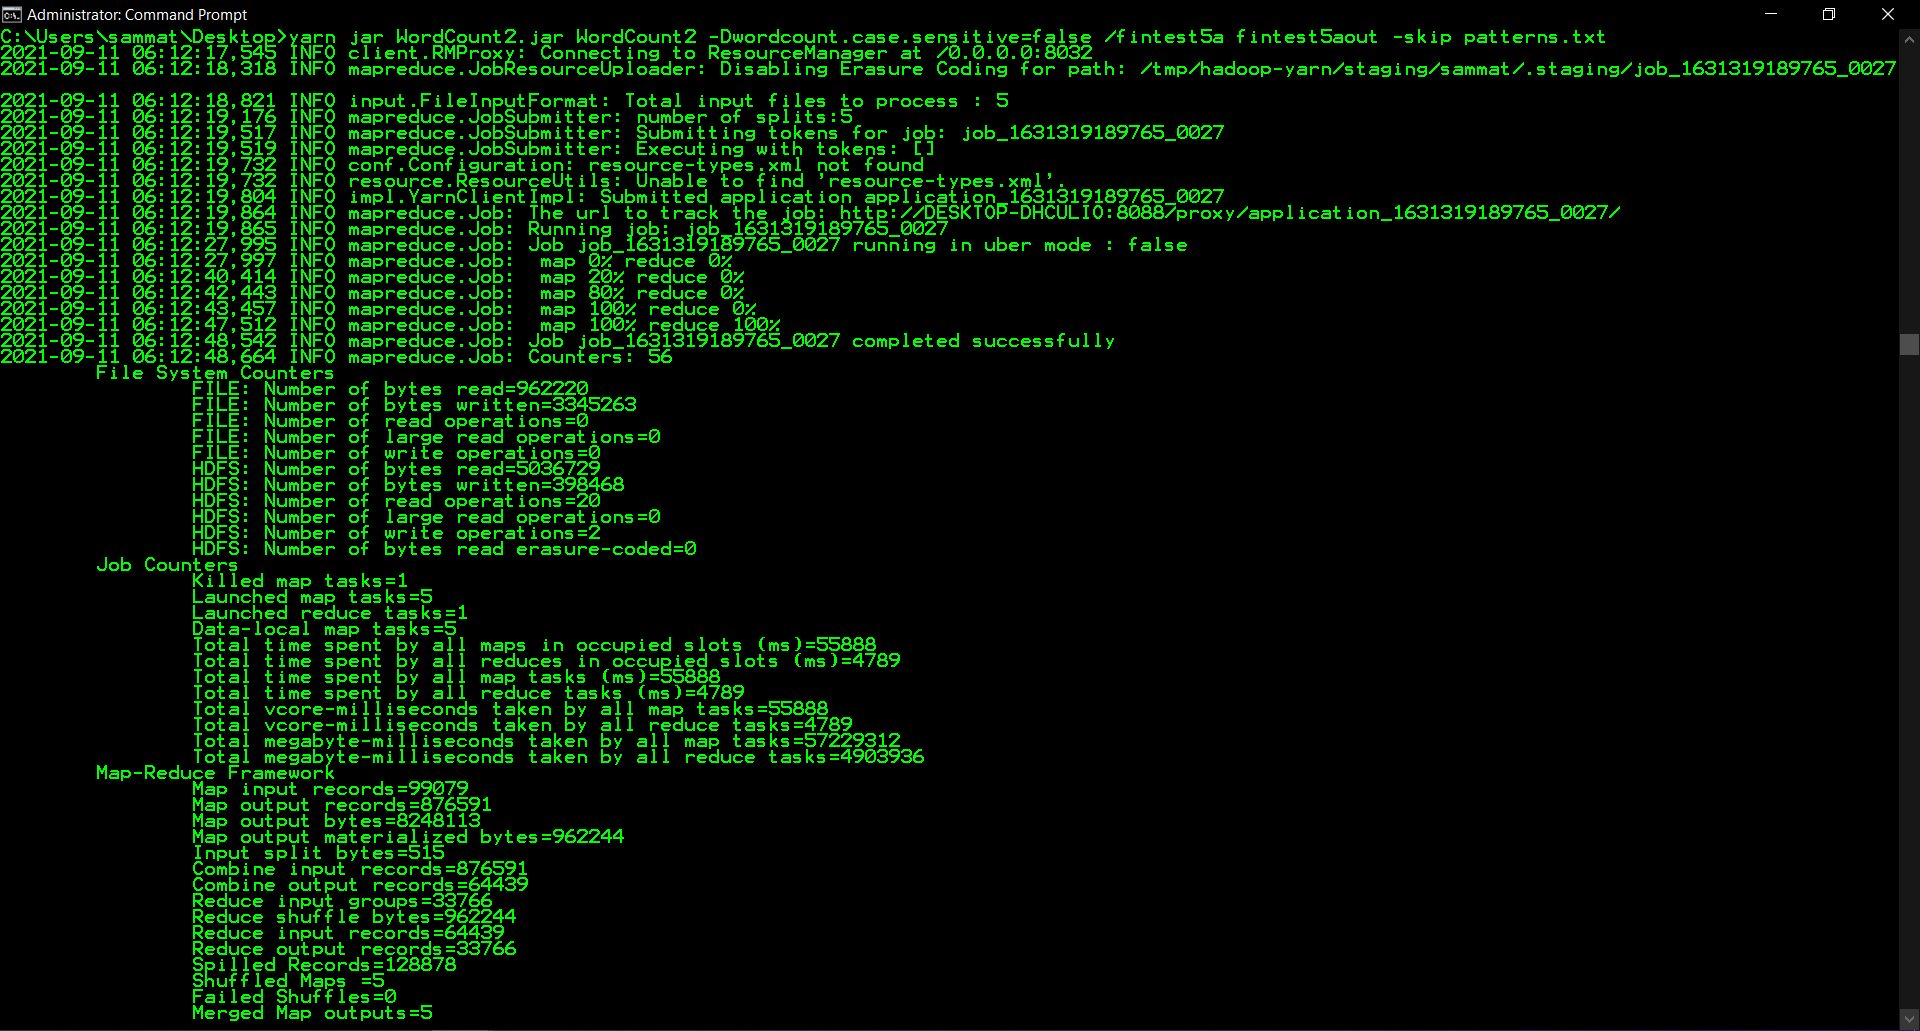 Administrator: Command Prompt
C:\Users\sammat\Desktop>yarn jar WordCount2.jar WordCount2 -Dwordcount.case.sensitive=false /fintest5a fintest5aout -skip patterns.txt
2021-09-11 06:12:17,545 INFO client.RMProxy: Connecting to ResourceManager at /0.0.0.0:8032
2021-09-11 06:12:18,318 INFO mapreduce.JobResourceUploader: Disabling Erasure Coding for path: /tmp/hadoop-yarn/staging/sammat/.staging/job_1631319189765_0027
2021-09-11 06:12:18,821 INFO input.FileInputFormat: Total input files to process : 5
2021-09-11 06:12:19,176 INFO mapreduce.JobSubmitter: number of splits:5
2021-09-11 06:12:19,517 INFO mapreduce.JobSubmitter: Submitting tokens for job: job_1631319189765_0027
2021-09-11 06:12:19,519 INFO mapreduce.JobSubmitter: Executing with tokens: []
2021-09-11 06:12:19,732 INFO conf.Configuration: resource-types.xml not found
2021-09-11 06:12:19,732 INFO resource.ResourceUtils: Unable to find 'resource-types.xml'.
2021-09-11 06:12:19,804 INFO impl.YarnClientImpl: Submitted application application_1631319189765_0027
2021-09-11 06:12:19,864 INFO mapreduce.Job: The url to track the job: http://DESKTOP-DHCULIO:8088/proxy/application_1631319189765_0027/
2021-09-11 06:12:19,865 INFO mapreduce.Job: Running job: job_1631319189765_0027
2021-09-11 06:12:27,995 INFO mapreduce.Job: Job job_1631319189765_0027 running in uber mode : false
2021-09-11 06:12:27,997 INFO mapreduce.Job:  map 0% reduce 0%
2021-09-11 06:12:40,414 INFO mapreduce.Job:  map 20% reduce 0%
2021-09-11 06:12:42,443 INFO mapreduce.Job:  map 80% reduce 0%
2021-09-11 06:12:43,457 INFO mapreduce.Job:  map 100% reduce 0%
2021-09-11 06:12:47,512 INFO mapreduce.Job:  map 100% reduce 100%
2021-09-11 06:12:48,542 INFO mapreduce.Job: Job job_1631319189765_0027 completed successfully
2021-09-11 06:12:48,664 INFO mapreduce.Job: Counters: 56
File System Counters
FILE: Number of bytes read=962220
FILE: Number of bytes written=3345263
FILE: Number of read operations=0
FILE: Number of large read operations=0
FILE: Number of write operations=0
HDFS: Number of bytes read=5036729
HDFS: Number of bytes written=398468
HDFS: Number of read operations=20
HDFS: Number of large read operations=0
HDFS: Number of write operations=2
HDFS: Number of bytes read erasure-coded=0
Job Counters
Killed map tasks=1
Launched map tasks=5
Launched reduce tasks=1
Data-local map tasks=5
Total time spent by all maps in occupied slots (ms)=55888
Total time spent by all reduces in occupied slots (ms)=4789
Total time spent by all map tasks (ms)=55888
Total time spent by all reduce tasks (ms)=4789
Total vcore-milliseconds taken by all map tasks=55888
Total vcore-milliseconds taken by all reduce tasks=4789
Total megabyte-milliseconds taken by all map tasks=57229312
Total megabyte-milliseconds taken by all reduce tasks=4903936
Map-Reduce Framework
Map input records=99079
Map output records=876591
Map output bytes=8248113
Map output materialized bytes=962244
Input split bytes=515
Combine input records=876591
Combine output records=64439
Reduce input groups=33766
Reduce shuffle bytes=962244
Reduce input records=64439
Reduce output records=33766
Spilled Records=128878
Shuffled Maps =5
Failed Shuffles=0
Merged Map outputs=5